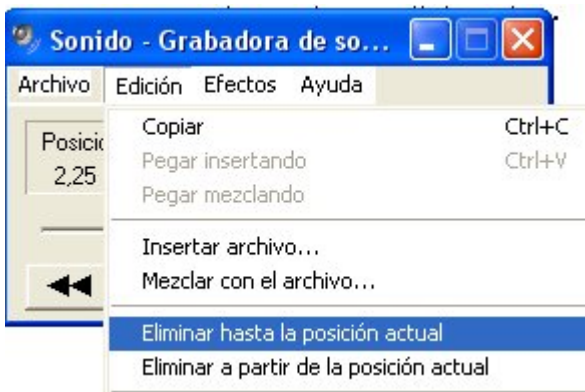 Sonido - Grabadora de so...
Archivo Edición Efectos Ayuda
Copiar Ctrl+C
2,25
Pegar insertando Ctrl+V
Pegar mezclando
Insertar archivo...
Mezclar con el archivo...
Eliminar hasta la posición actual
Eliminar a partir de la posición actual